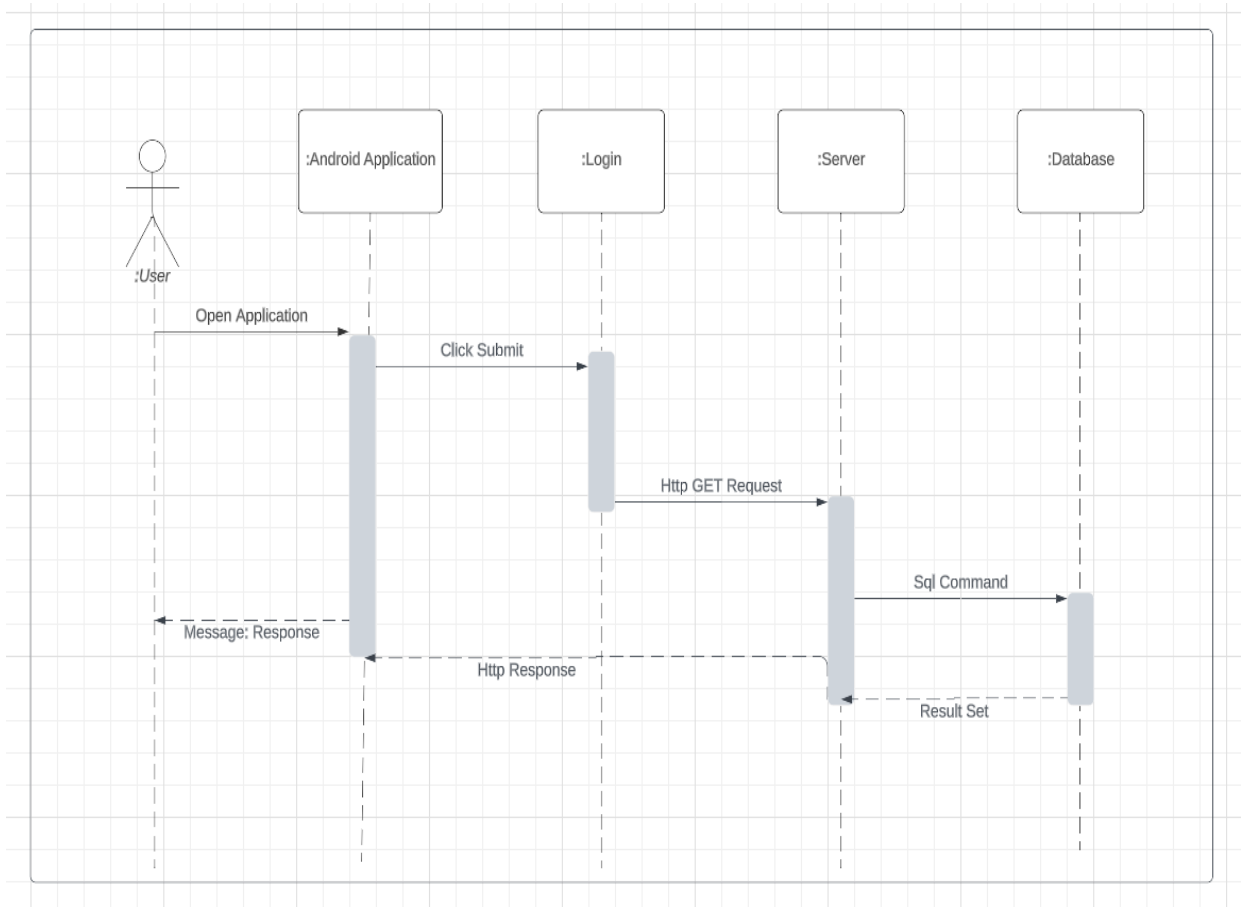 :Android Application
:Login
:Server
:Database
:User
Open Application
Click Submit
Http GET Request
Sql Command
Message: Response
Http Response
Result Set